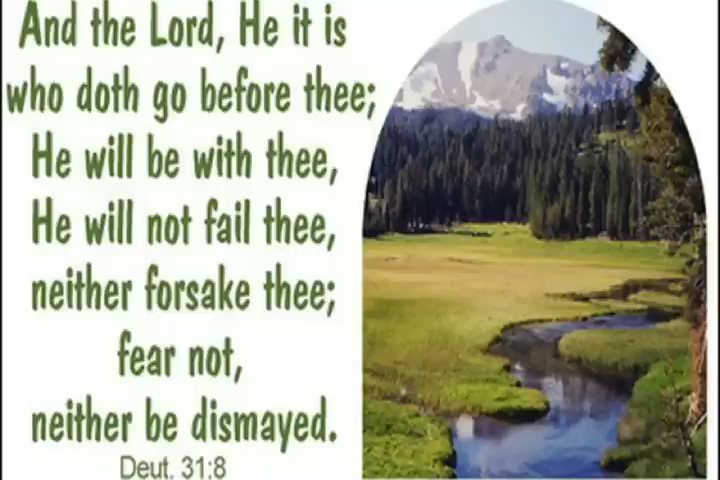 And the Lord, He it is
who doth go before thee;
He will be with thee,
He will not fail thee,
neither forsake thee;
fear not,
neither be dismayed.
Deut. 31:8